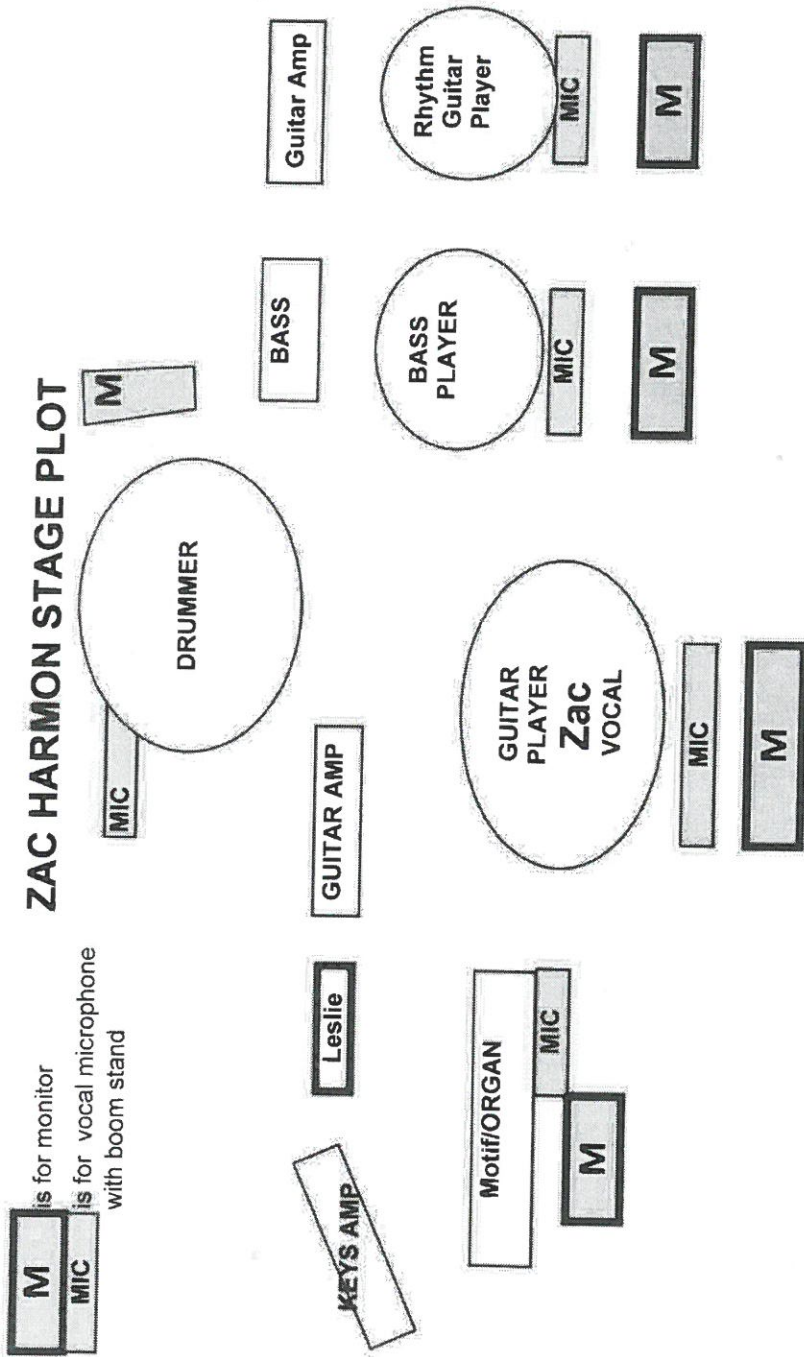 ZAC HARMON STAGE PLOT
M
is for monitor
MIC
is for vocal microphone
with boom stand
MIC
DRUMMER
M
KEYS AMP
Leslie
GUITAR AMP
BASS
Guitar Amp
Motif/ORGAN
MIC
M
GUITAR
PLAYER
Zac
VOCAL
MIC
M
BASS
PLAYER
MIC
M
Rhythm
Guitar
Player
MIC
M